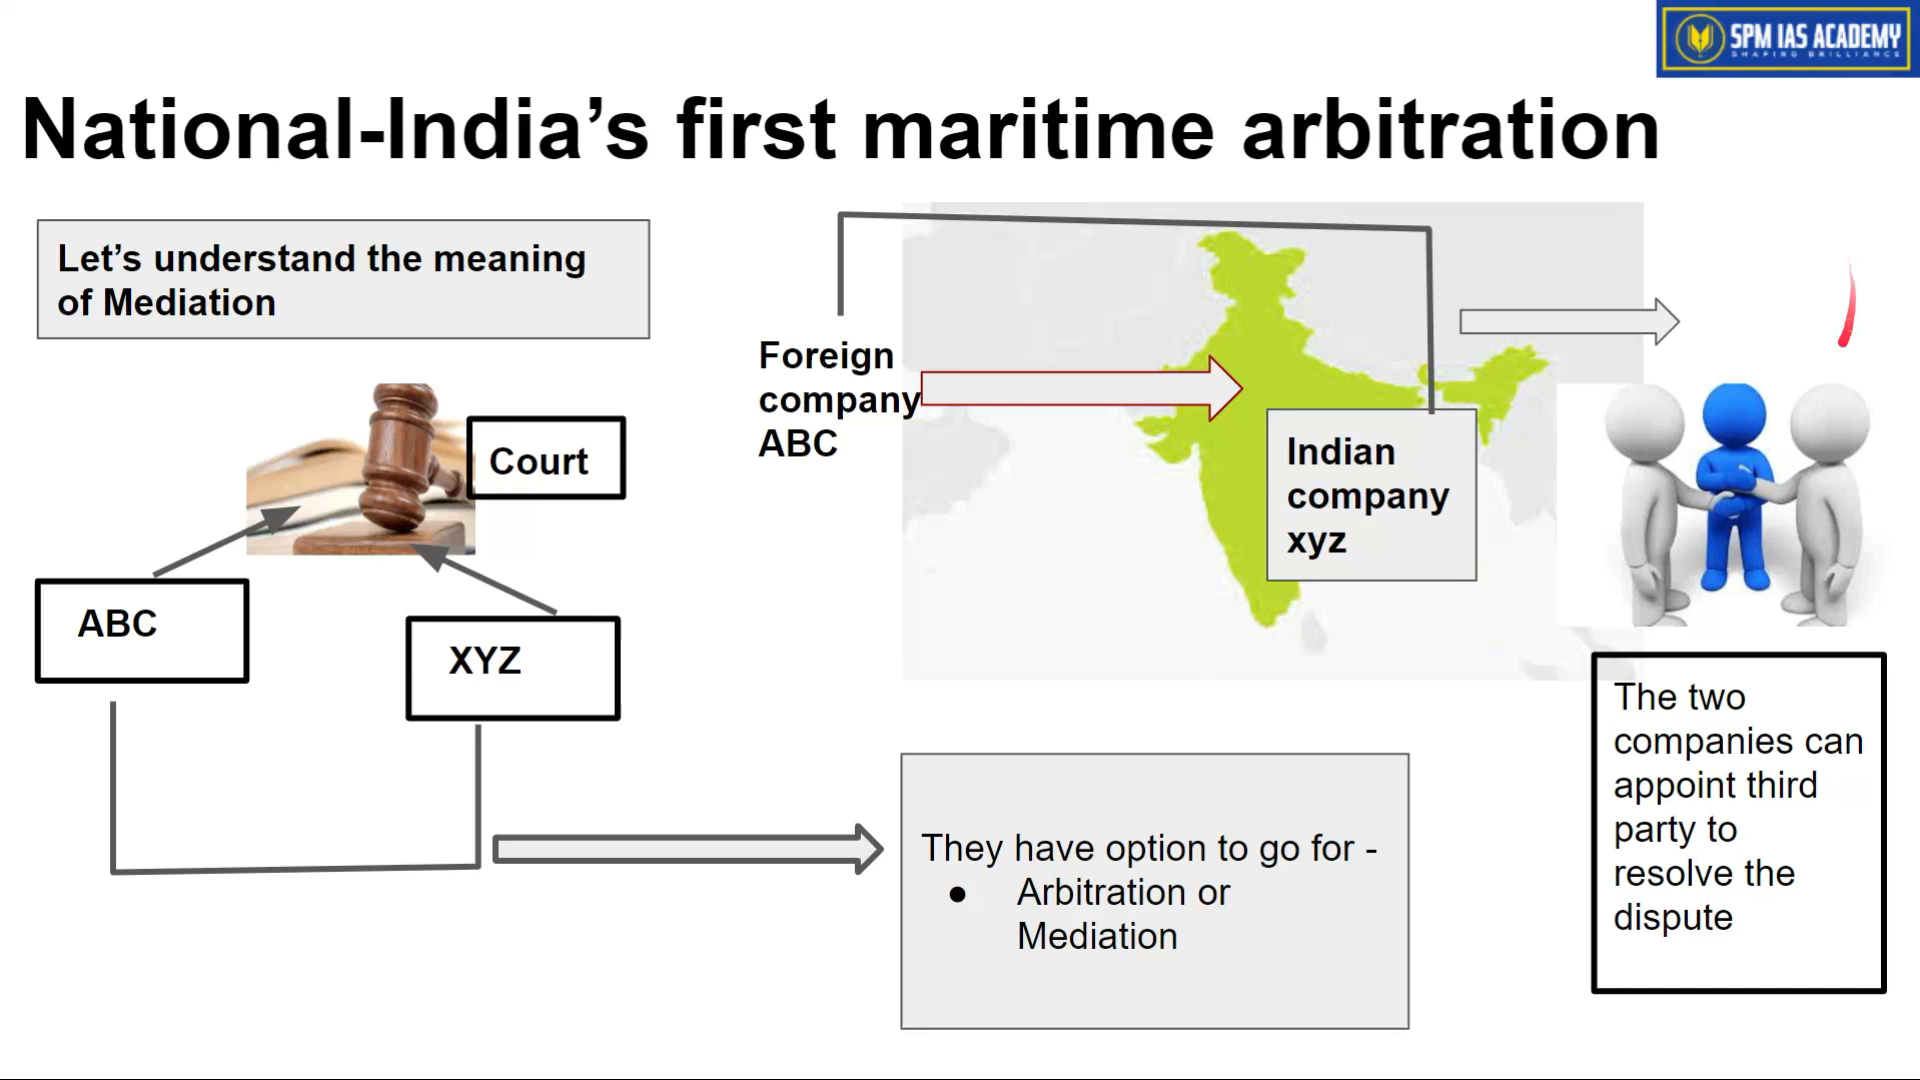 SPM IAS ACADEMY
SHAPING BRILLIANCE
National-India’s first maritime arbitration
Let’s understand the meaning
of Mediation
Court
ABC
XYZ
Foreign
company
ABC
Indian
company
xyz
They have option to go for -
● Arbitration or
Mediation
The two
companies can
appoint third
party to
resolve the
dispute